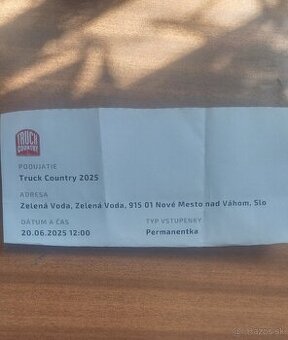 TRUCK
COUNTRY
PODUJATIE
Truck Country 2025
ADRESA
Zelená Voda, Zelená Voda, 915 01 Nové Mesto nad Váhom, Slo
DÁTUM A ČAS
TYP VSTUPENKY
20.06.2025 12:00
Permanentka